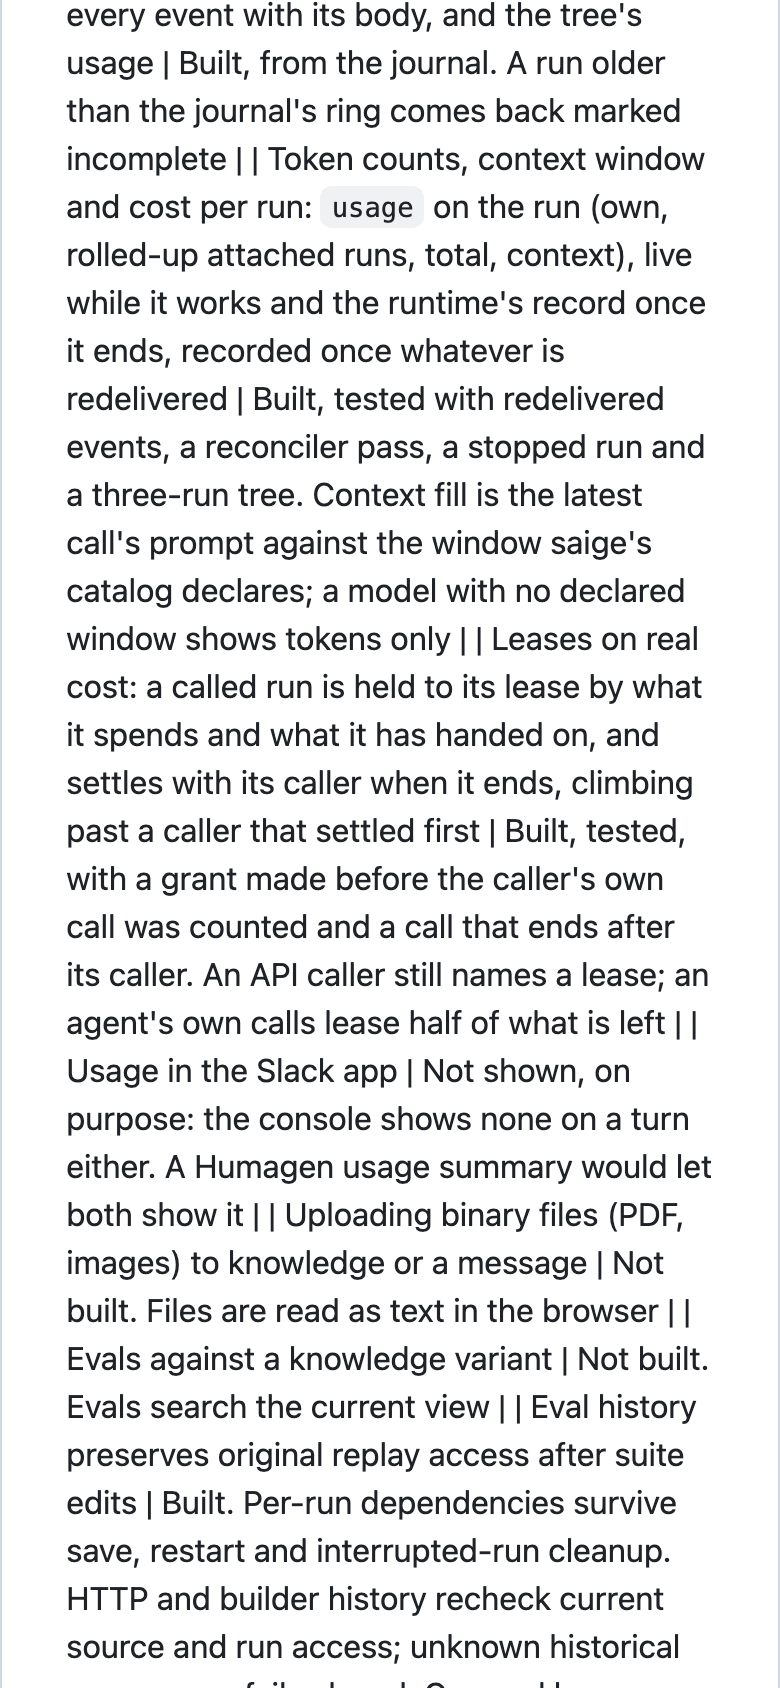 every event with its body, and the tree's
usage | Built, from the journal. A run older
than the journal's ring comes back marked
incomplete | | Token counts, context window
and cost per run: usage on the run (own,
rolled-up attached runs, total, context), live
while it works and the runtime's record once
it ends, recorded once whatever is
redelivered | Built, tested with redelivered
events, a reconciler pass, a stopped run and
a three-run tree. Context fill is the latest
call's prompt against the window saige's
catalog declares; a model with no declared
window shows tokens only | | Leases on real
cost: a called run is held to its lease by what
it spends and what it has handed on, and
settles with its caller when it ends, climbing
past a caller that settled first | Built, tested,
with a grant made before the caller's own
call was counted and a call that ends after
its caller. An API caller still names a lease; an
agent's own calls lease half of what is left | |
Usage in the Slack app | Not shown, on
purpose: the console shows none on a turn
either. A Humagen usage summary would let
both show it | | Uploading binary files (PDF,
images) to knowledge or a message | Not
built. Files are read as text in the browser | |
Evals against a knowledge variant | Not built.
Evals search the current view | | Eval history
preserves original replay access after suite
edits | Built. Per-run dependencies survive
save, restart and interrupted-run cleanup.
HTTP and builder history recheck current
source and run access; unknown historical